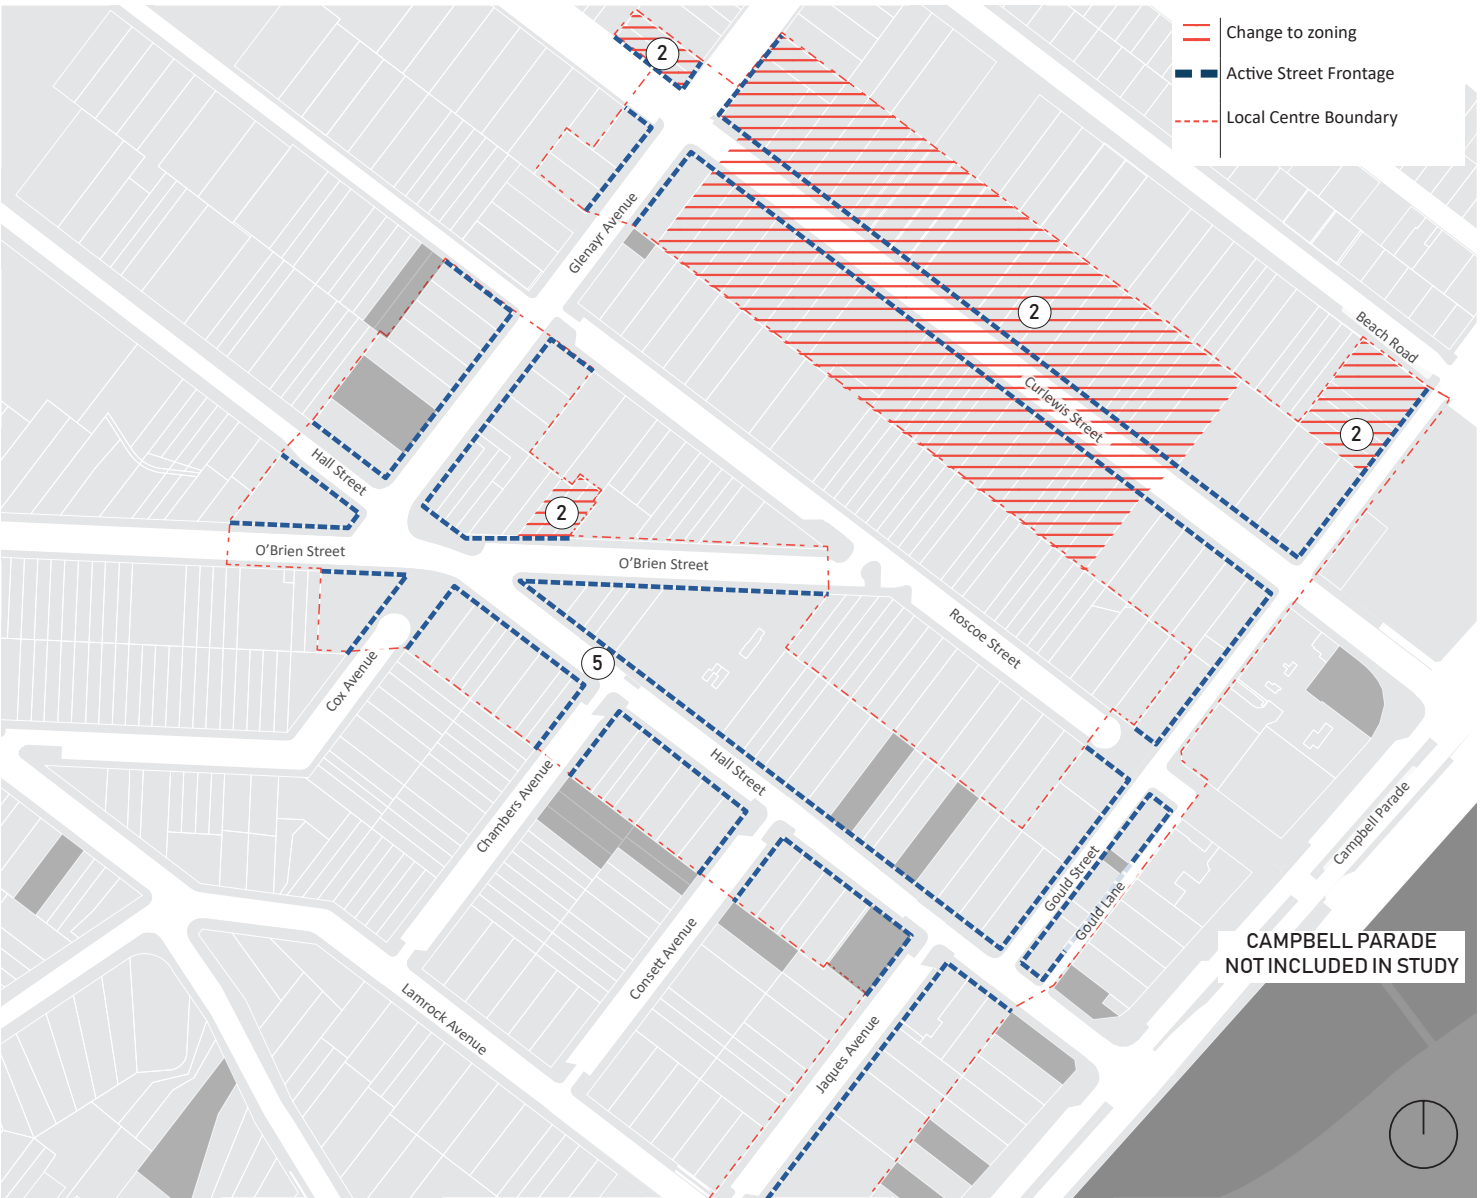 Change to zoning
Active Street Frontage
Local Centre Boundary
2
Glenayr Avenue
2
Beach Road
Curlewis Street
2
Hall Street
2
O'Brien Street
O'Brien Street
Roscoe Street
5
Cox Avenue
Hall Street
Chambers Avenue
Campbell Parade
Gould Street
Gould Lane
CAMPBELL PARADE
NOT INCLUDED IN STUDY
Consett Avenue
Lamrock Avenue
Jaques Avenue